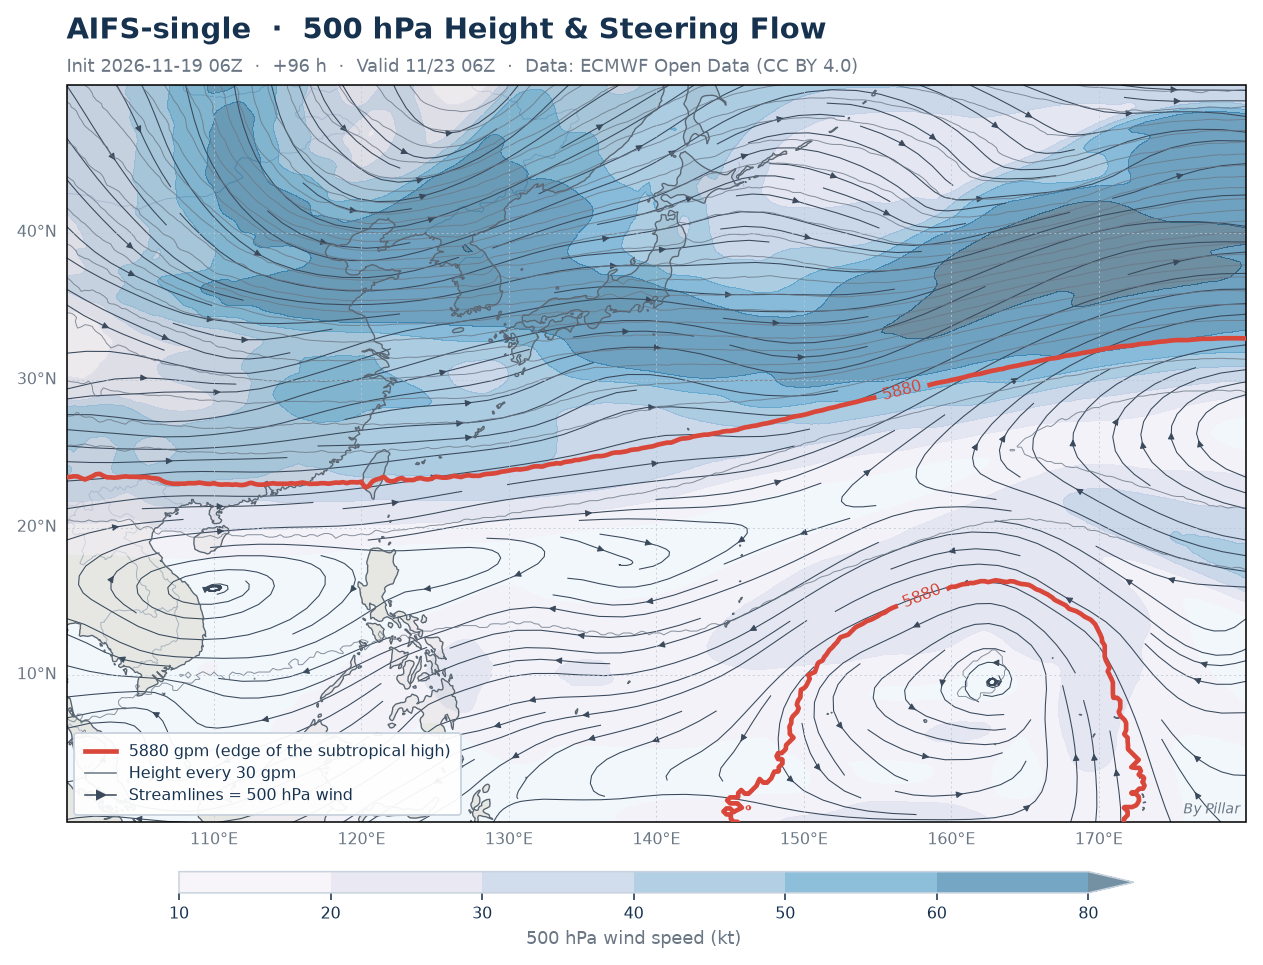 AIFS-single · 500 hPa Height & Steering Flow
Init 2026-11-19 06Z · +96 h · Valid 11/23 06Z · Data: ECMWF Open Data (CC BY 4.0)
40°N
30°N
20°N
10°N
5880
5880
5880 gpm (edge of the subtropical high)
Height every 30 gpm
Streamlines = 500 hPa wind
By Pillar
110°E 120°E 130°E 140°E 150°E 160°E 170°E
10 20 30 40 50 60 80
500 hPa wind speed (kt)